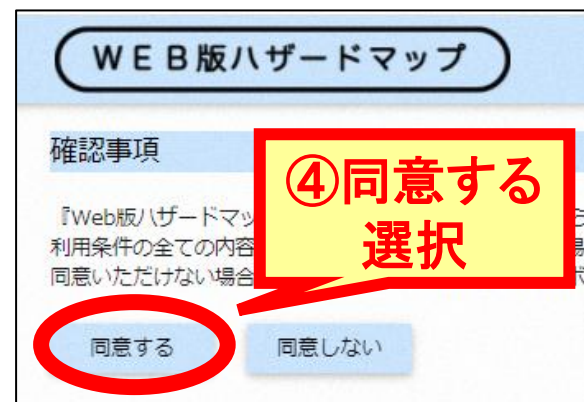 WEB版ハザードマップ
確認事項
④同意する
選択
『Web版ハザードマッ
利用条件の全ての内容
同意いただけない場合
同意する
同意しない